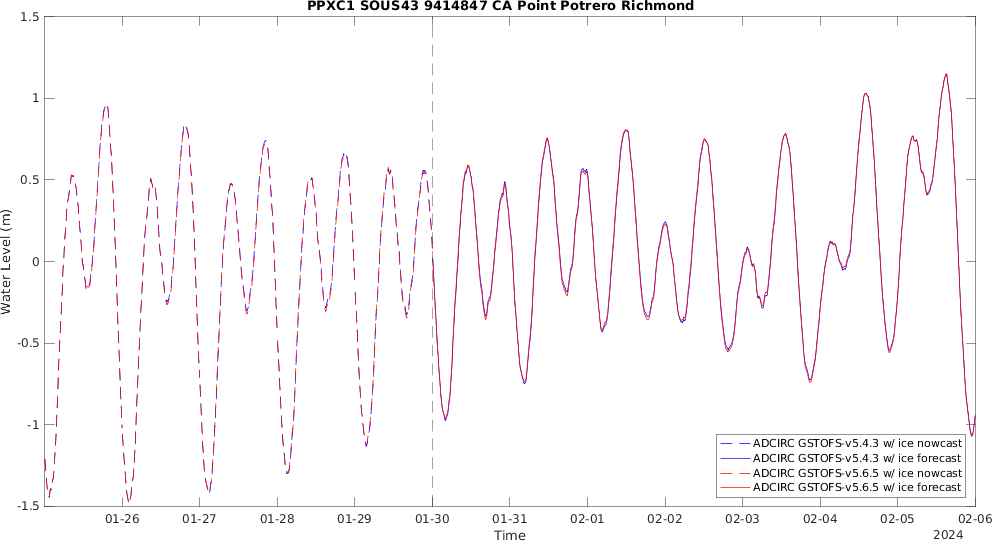 PPXC1 SOUS43 9414847 CA Point Potrero Richmond
1.5
1
0.5
0
-0.5
-1
-1.5
Water Level (m)
01-26 01-27 01-28 01-29 01-30 01-31 02-01 02-02 02-03 02-04 02-05 02-06
Time
2024
ADCIRC GSTOFS-v5.4.3 w/ ice nowcast
ADCIRC GSTOFS-v5.4.3 w/ ice forecast
ADCIRC GSTOFS-v5.6.5 w/ ice nowcast
ADCIRC GSTOFS-v5.6.5 w/ ice forecast